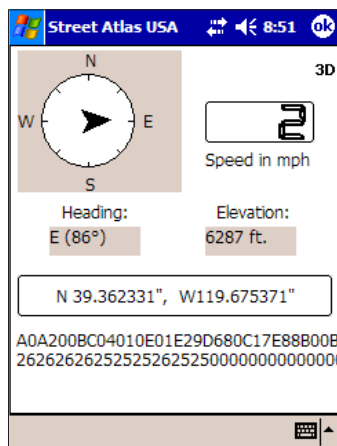 Street Atlas USA 8:51 ok
3D
N
W E
S
2
Speed in mph
Heading: Elevation:
E (86°) 6287 ft.
N 39.362331", W119.675371"
A0A200BC04010E01E29D680C17E88B00B
262626262525252625250000000000000